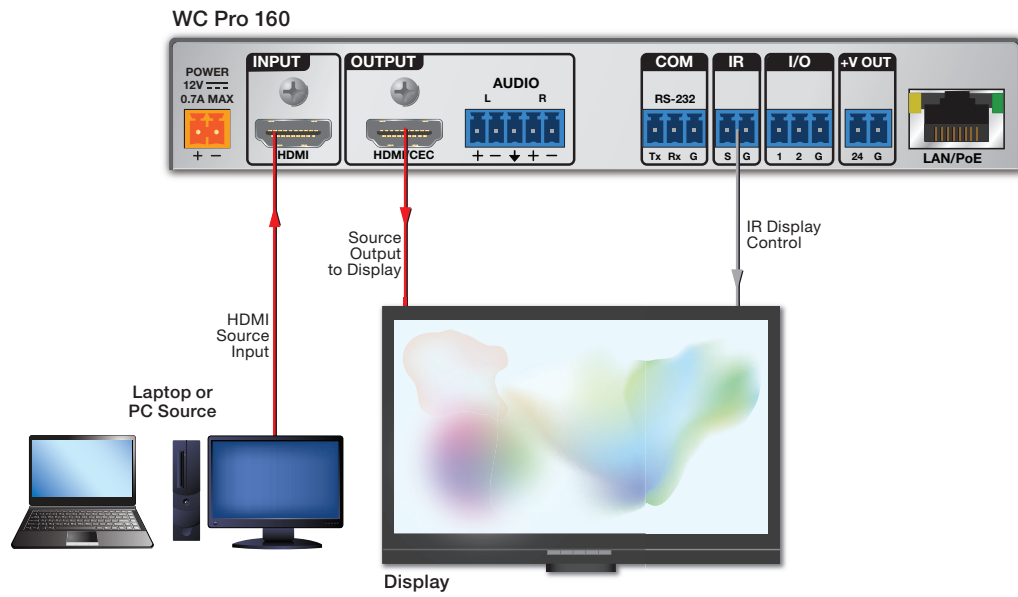 WC Pro 160
POWER
12V
0.7A MAX
+ −
INPUT
HDMI
OUTPUT
HDMI/CEC
AUDIO
L R
+ − + −
COM
RS-232
Tx Rx G
IR
S G
I/O
1 2 G
+V OUT
24 G
LAN/PoE
HDMI
Source
Input
Source
Output
to Display
IR Display
Control
Laptop or
PC Source
Display